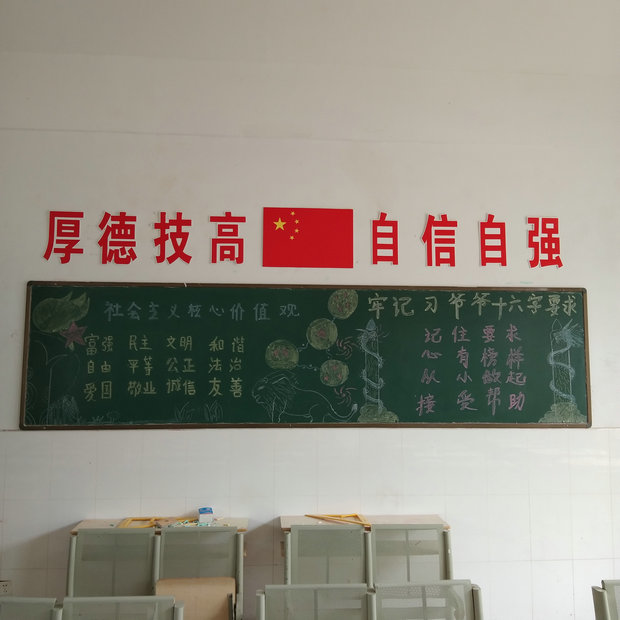 厚德技高 自信自强
社会主义核心价值观
富强 民主 文明 和谐
自由 平等 公正 法治
爱国 敬业 诚信 友善
牢记习爷爷十六字要求
记住要求
心有榜样
从小做起
接受帮助